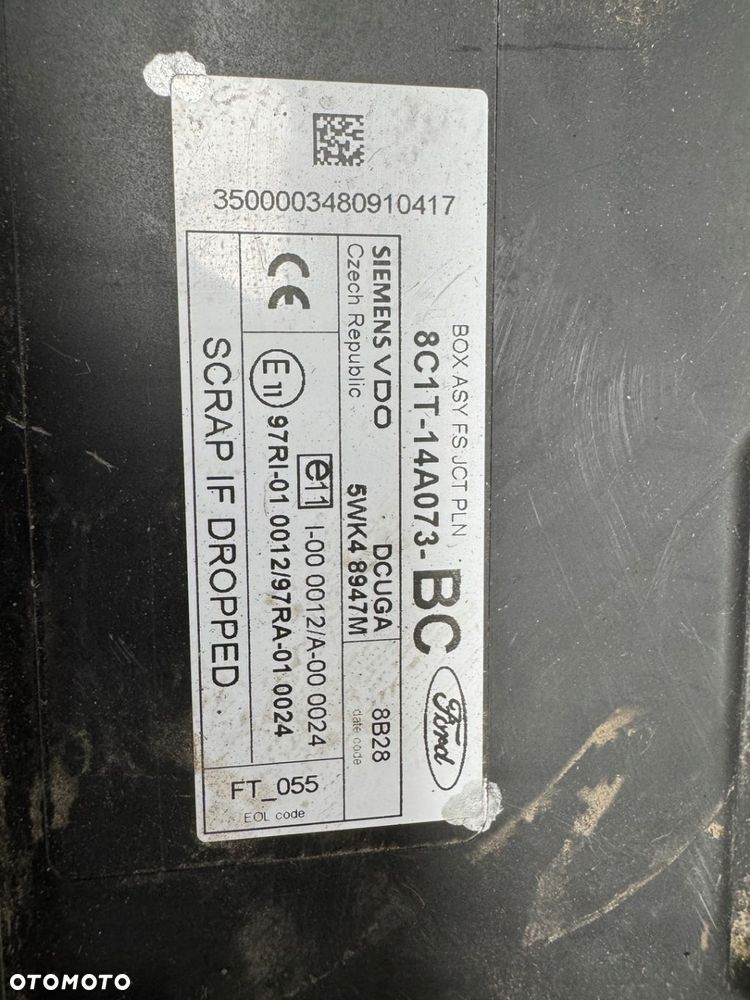 3500003480910417
BOX ASY FS JCT PLN
8C1T-14A073-BC
Ford
SIEMENS VDO
Czech Republic
DCUGA
5WK4 8947M
8B28
date code
CE
E 11
e11 I-00 0012/A-00 0024
97RI-01 0012/97RA-01 0024
SCRAP IF DROPPED
FT_055
EOL code
OTOMOTO